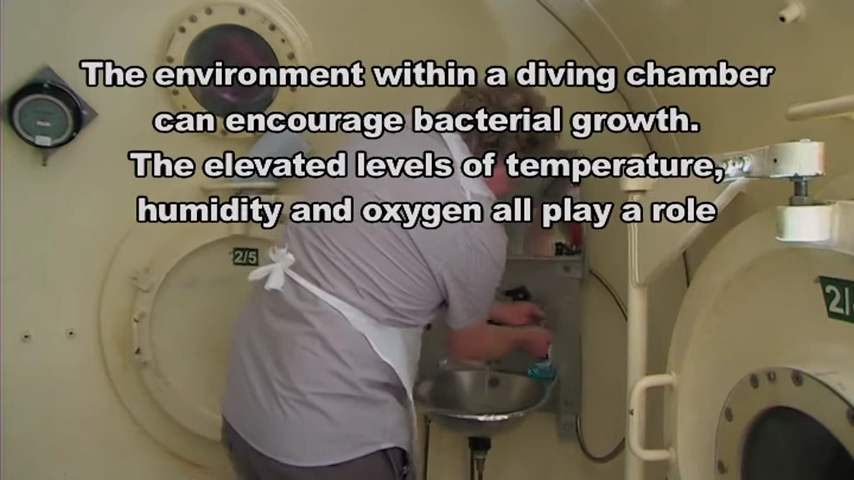 The environment within a diving chamber
can encourage bacterial growth.
The elevated levels of temperature,
humidity and oxygen all play a role
2/5
2/